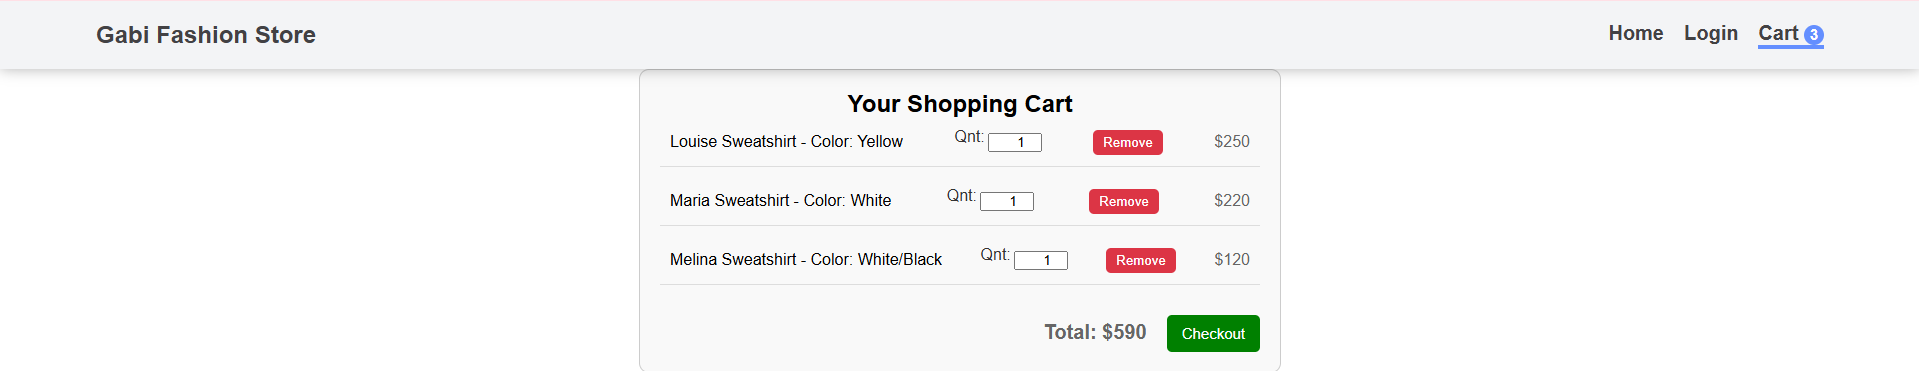 Gabi Fashion Store Home Login Cart 3
Your Shopping Cart
Louise Sweatshirt - Color: Yellow Qnt: 1 Remove $250
Maria Sweatshirt - Color: White Qnt: 1 Remove $220
Melina Sweatshirt - Color: White/Black Qnt: 1 Remove $120
Total: $590 Checkout